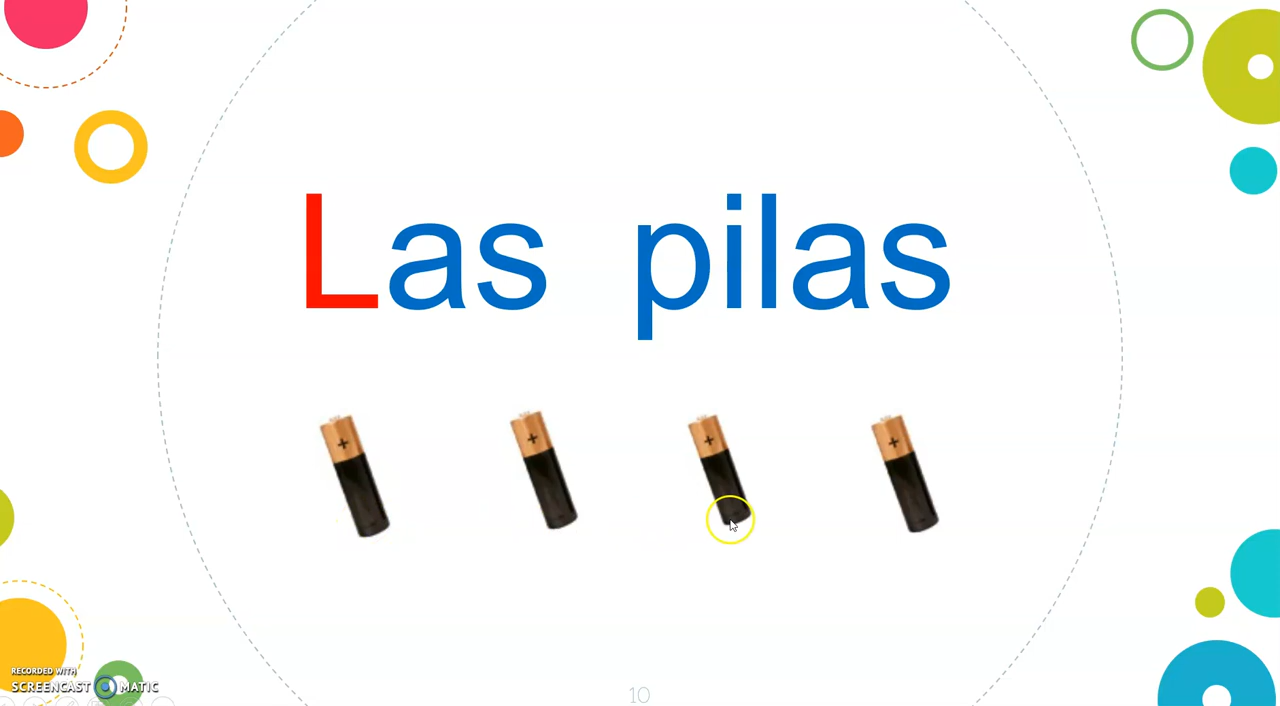 Las pilas
+ + + +
RECORDED WITH
SCREENCAST MATIC
10